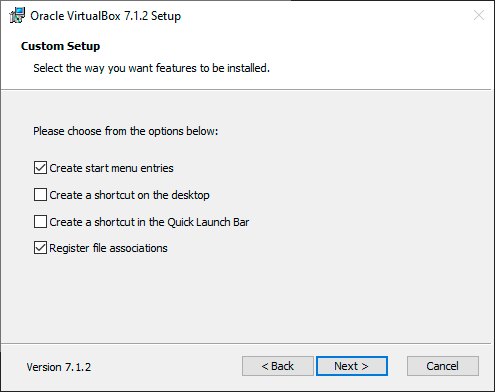 Oracle VirtualBox 7.1.2 Setup
Custom Setup
Select the way you want features to be installed.
Please choose from the options below:
Create start menu entries
Create a shortcut on the desktop
Create a shortcut in the Quick Launch Bar
Register file associations
Version 7.1.2
< Back
Next >
Cancel